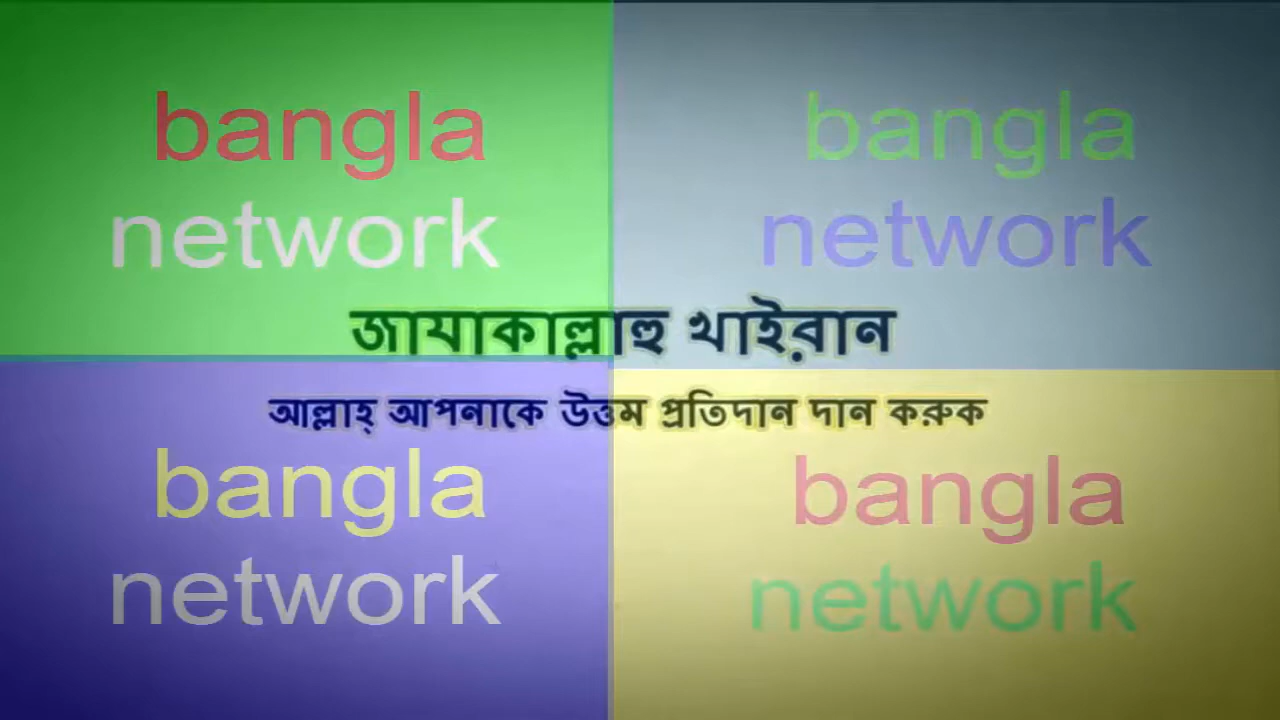 bangla
network
bangla
network
জাযাকাল্লাহু খাইরান
আল্লাহ্ আপনাকে উত্তম প্রতিদান দান করুক
bangla
network
bangla
network